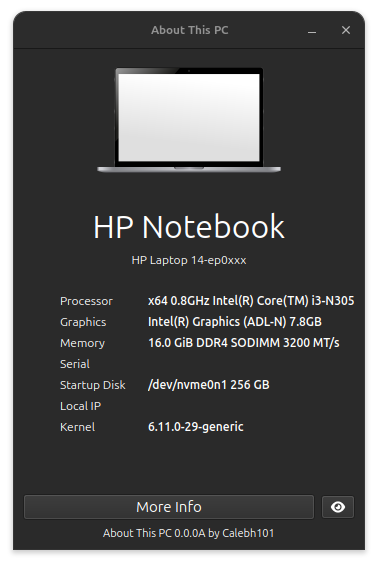 About This PC
HP Notebook
HP Laptop 14-ep0xxx
Processor x64 0.8GHz Intel(R) Core(TM) i3-N305
Graphics Intel(R) Graphics (ADL-N) 7.8GB
Memory 16.0 GiB DDR4 SODIMM 3200 MT/s
Serial
Startup Disk /dev/nvme0n1 256 GB
Local IP
Kernel 6.11.0-29-generic
More Info
About This PC 0.0.0A by Calebh101